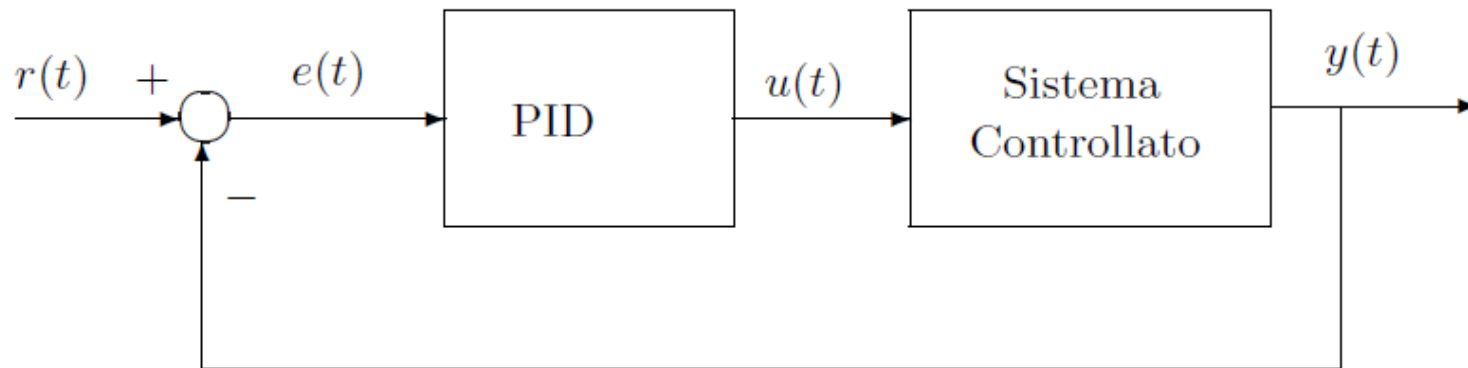 r(t)
+
−
e(t)
PID
u(t)
Sistema
Controllato
y(t)